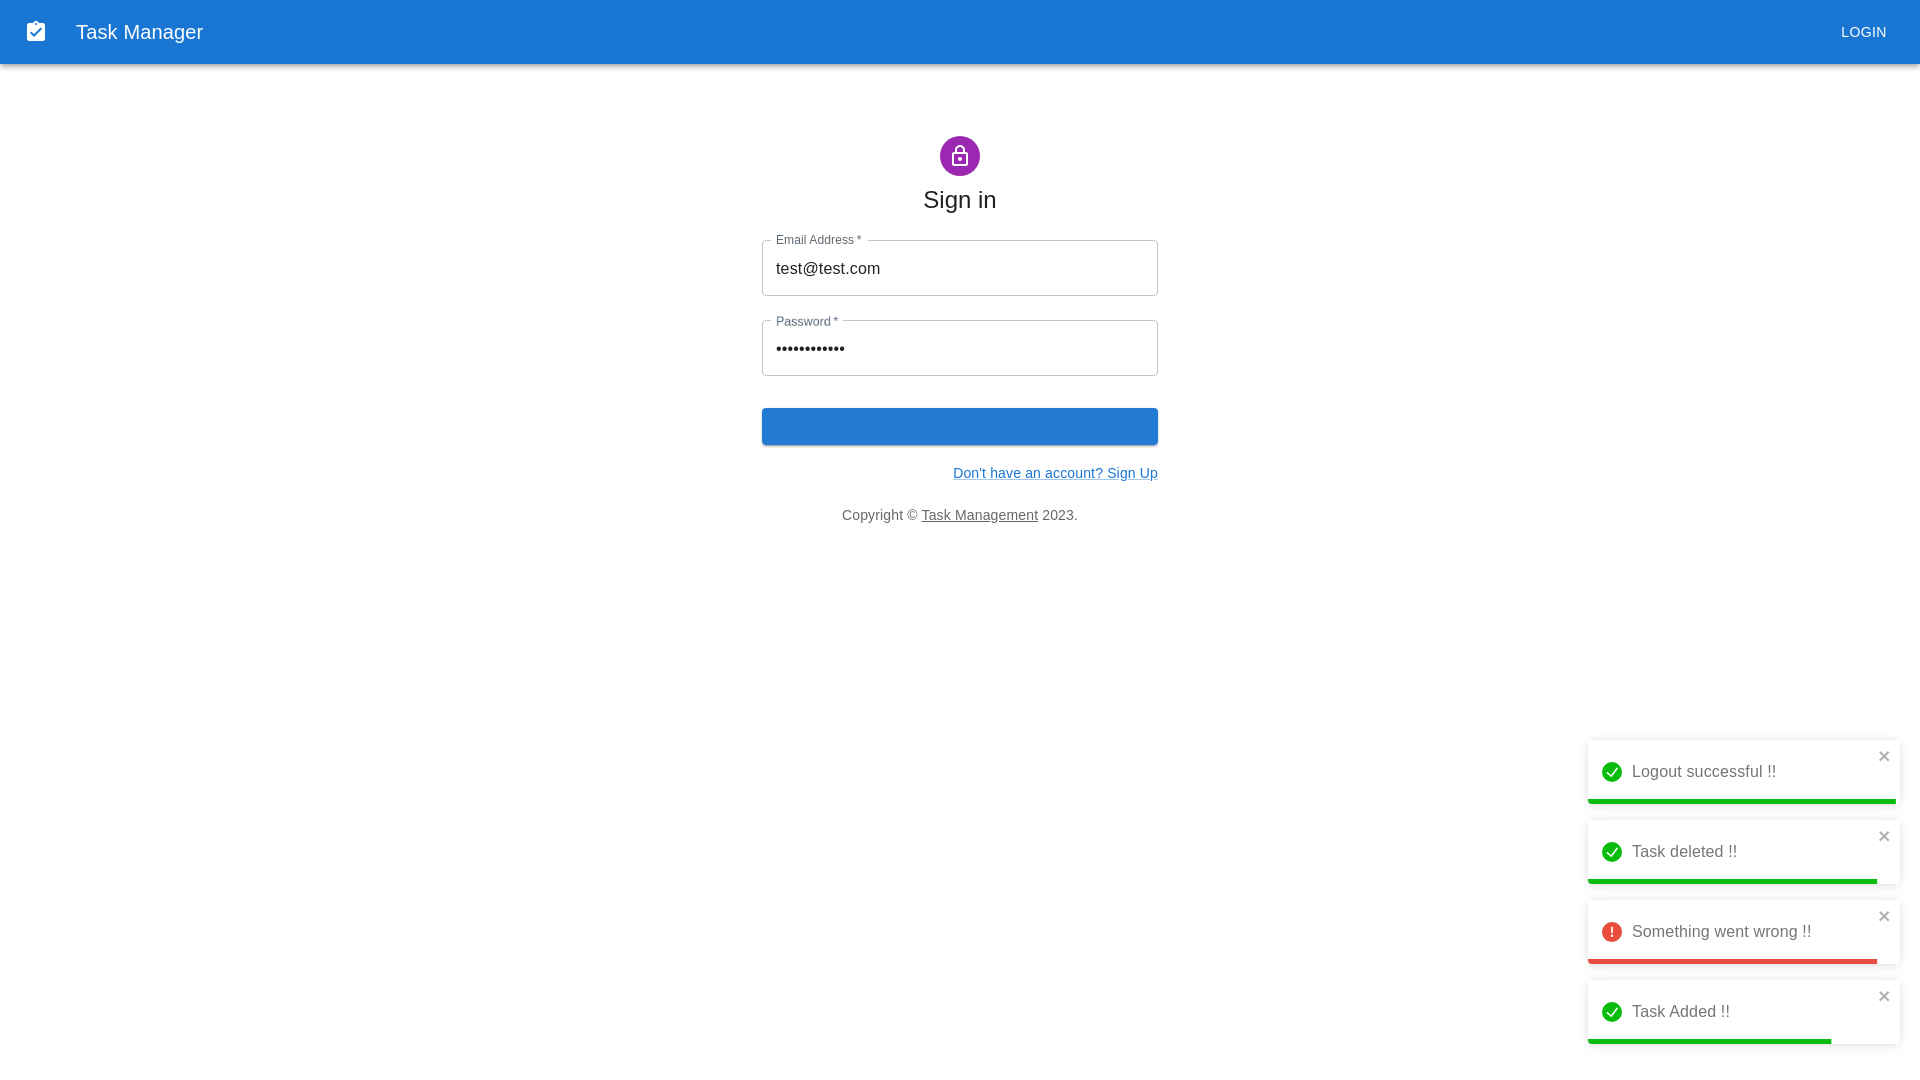 Task Manager
LOGIN
Sign in
Email Address *
test@test.com
Password *
••••••••••••
Don't have an account? Sign Up
Copyright © Task Management 2023.
Logout successful !!
Task deleted !!
Something went wrong !!
Task Added !!